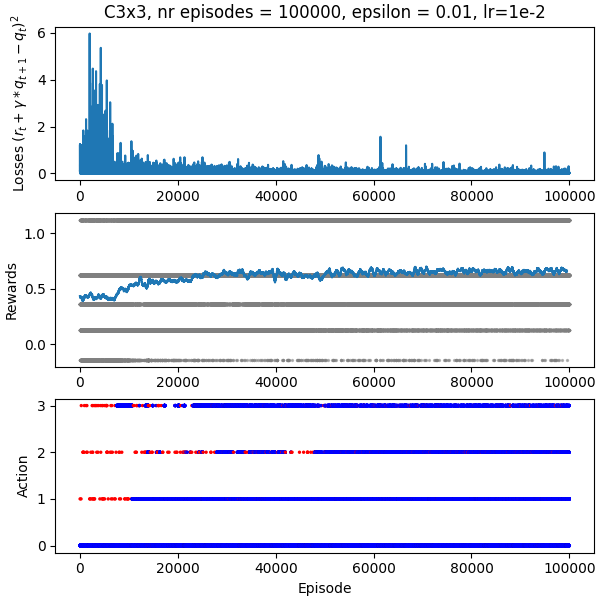 C3x3, nr episodes = 100000, epsilon = 0.01, lr=1e-2
Losses $(r_t + \gamma * q_{t+1} - q_t)^2$
6
4
2
0
0 20000 40000 60000 80000 100000
Rewards
1.0
0.5
0.0
0 20000 40000 60000 80000 100000
Action
3
2
1
0
0 20000 40000 60000 80000 100000
Episode